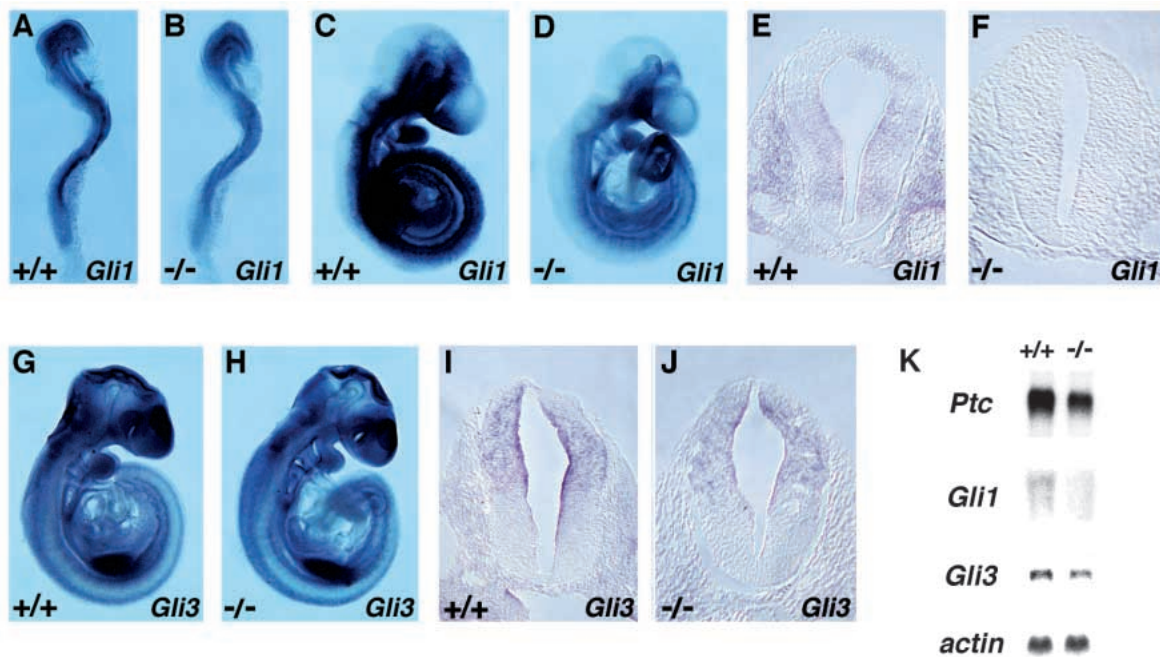 A B C D E F
+/+ Gli1 -/- Gli1 +/+ Gli1 -/- Gli1 +/+ Gli1 -/- Gli1
G H I J K
+/+ Gli3 -/- Gli3 +/+ Gli3 -/- Gli3
+/+ -/-
Ptc
Gli1
Gli3
actin